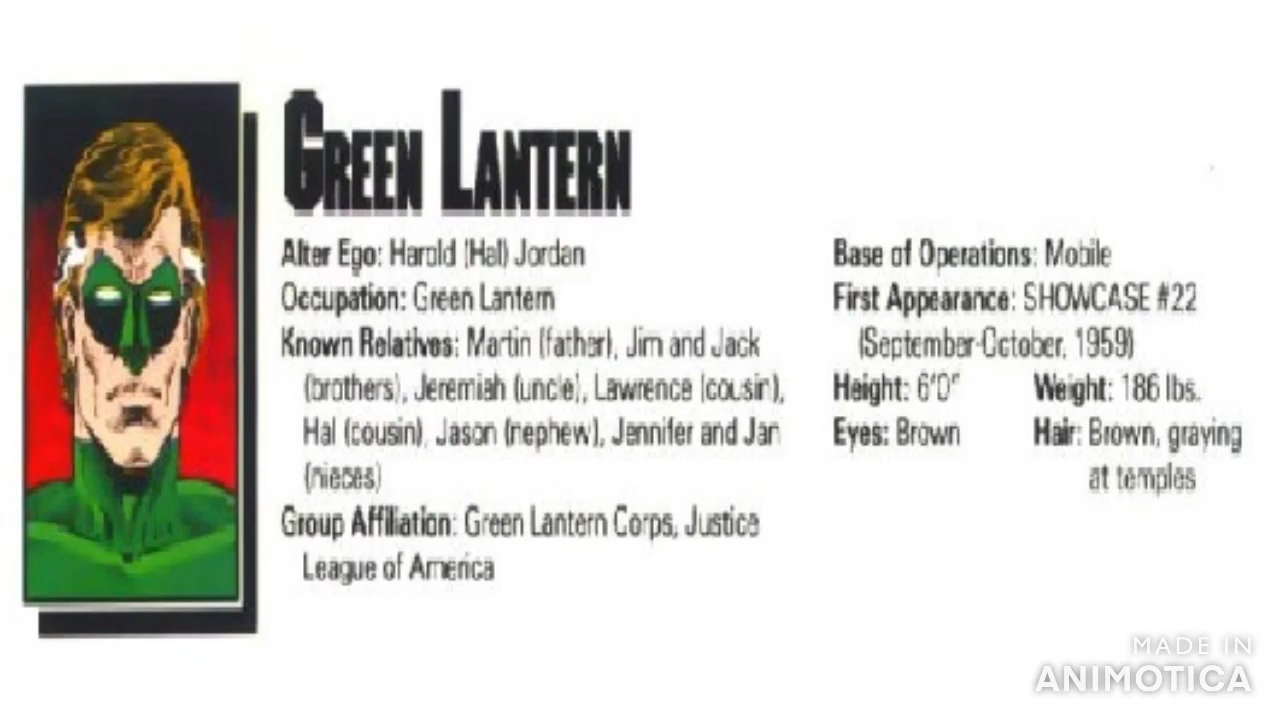 GREEN LANTERN
Alter Ego: Harold (Hal) Jordan
Occupation: Green Lantern
Known Relatives: Martin (father), Jim and Jack
(brothers), Jeremiah (uncle), Lawrence (cousin),
Hal (cousin), Jason (nephew), Jennifer and Jan
(nieces)
Group Affiliation: Green Lantern Corps, Justice
League of America
Base of Operations: Mobile
First Appearance: SHOWCASE #22
(September-October, 1959)
Height: 6'0" Weight: 186 lbs.
Eyes: Brown Hair: Brown, graying
at temples
MADE IN
ANIMOTICA